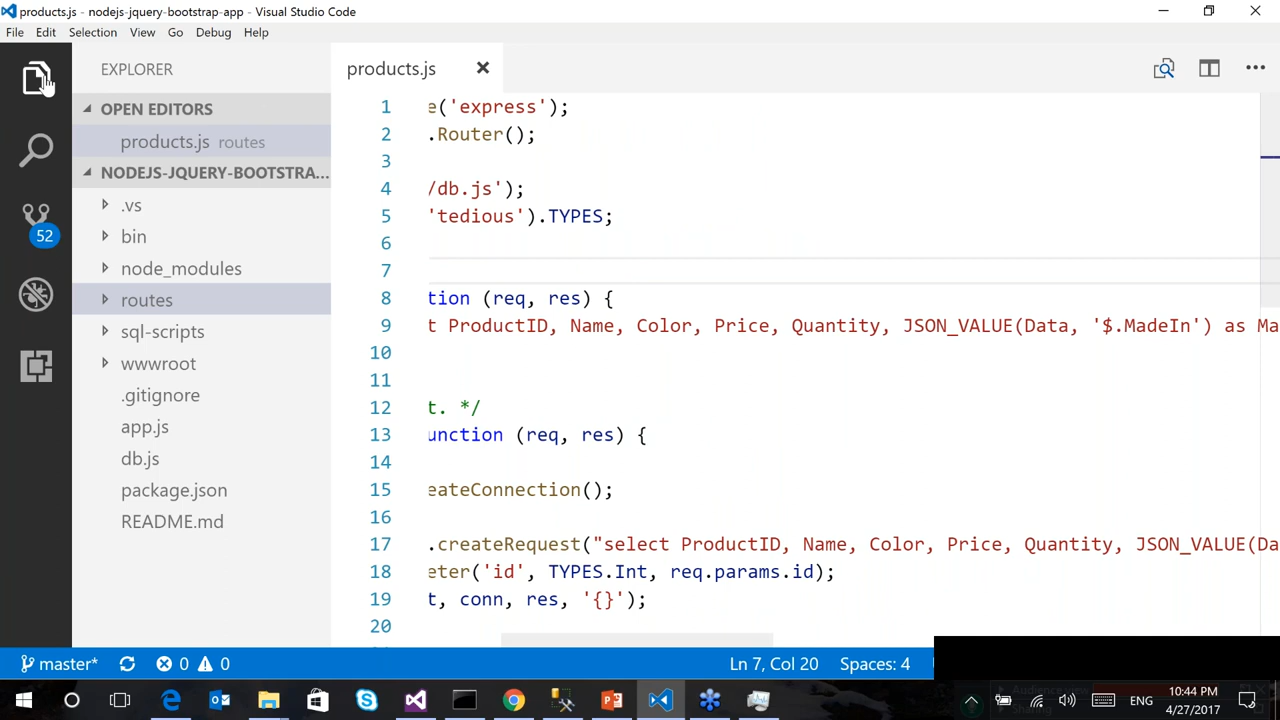 products.js - nodejs-jquery-bootstrap-app - Visual Studio Code
File Edit Selection View Go Debug Help
EXPLORER
products.js
OPEN EDITORS
products.js routes
NODEJS-JQUERY-BOOTSTRA...
.vs
52
bin
node_modules
routes
sql-scripts
wwwroot
.gitignore
app.js
db.js
package.json
README.md
1 e('express');
2 .Router();
3
4 /db.js');
5 'tedious').TYPES;
6
7
8 tion (req, res) {
9 t ProductID, Name, Color, Price, Quantity, JSON_VALUE(Data, '$.MadeIn') as Ma
10
11
12 t. */
13 unction (req, res) {
14
15 eateConnection();
16
17 .createRequest("select ProductID, Name, Color, Price, Quantity, JSON_VALUE(Da
18 eter('id', TYPES.Int, req.params.id);
19 t, conn, res, '{}');
20
master* 0 0 Ln 7, Col 20 Spaces: 4
ENG 10:44 PM
4/27/2017